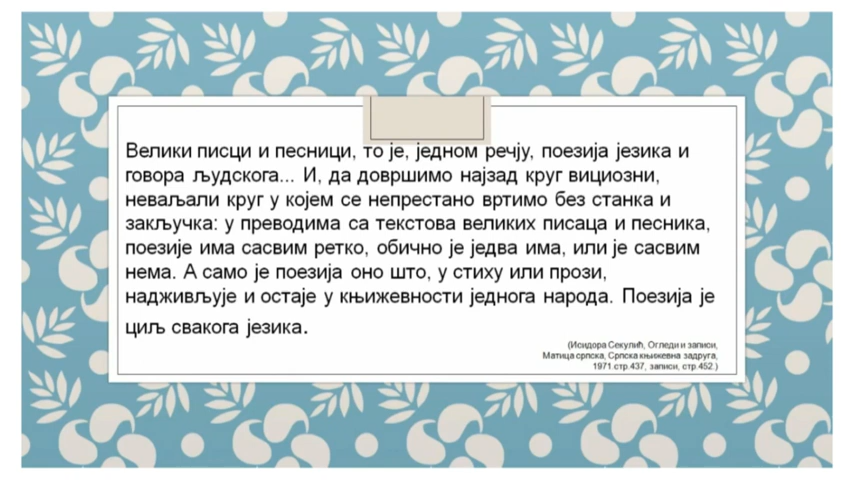 Велики писци и песници, то је, једном речју, поезија језика и
говора људскога... И, да довршимо најзад круг вициозни,
неваљали круг у којем се непрестано вртимо без станка и
закључка: у преводима са текстова великих писаца и песника,
поезије има сасвим ретко, обично је једва има, или је сасвим
нема. А само је поезија оно што, у стиху или прози,
надживљује и остаје у књижевности једнога народа. Поезија је
циљ свакога језика.
(Исидора Секулић, Огледи и записи,
Матица српска, Српска књижевна задруга,
1971.стр.437, записи, стр.452.)